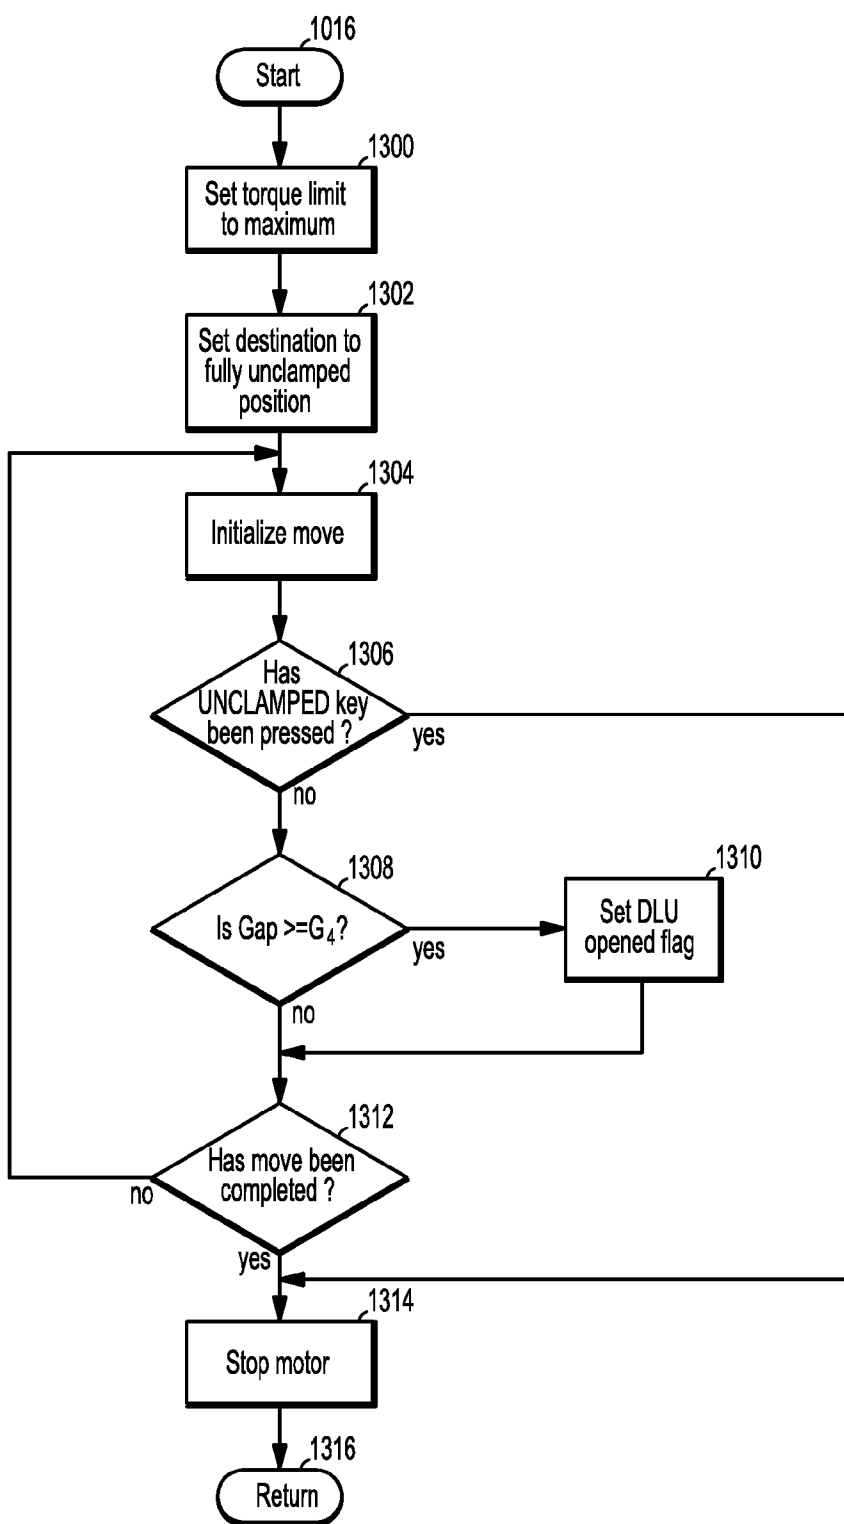 1016
Start
1300
Set torque limit
to maximum
1302
Set destination to
fully unclamped
position
1304
Initialize move
1306
Has
UNCLAMPED key
been pressed ?
yes
no
1308
Is Gap >=G4?
yes
no
1310
Set DLU
opened flag
1312
Has move been
completed ?
no
yes
1314
Stop motor
1316
Return